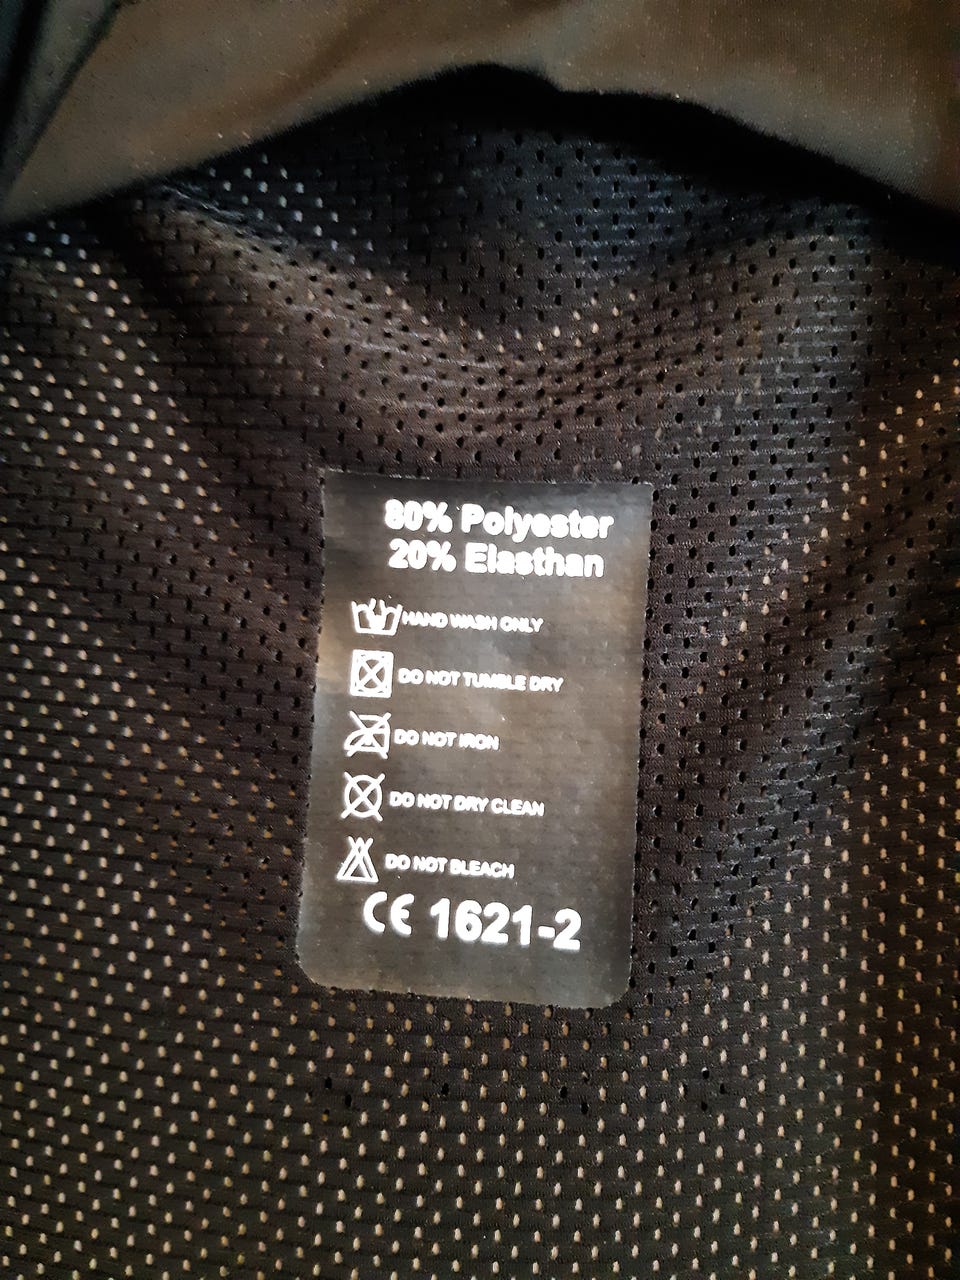 80% Polyester
20% Elasthan
HAND WASH ONLY
DO NOT TUMBLE DRY
DO NOT IRON
DO NOT DRY CLEAN
DO NOT BLEACH
CE 1621-2